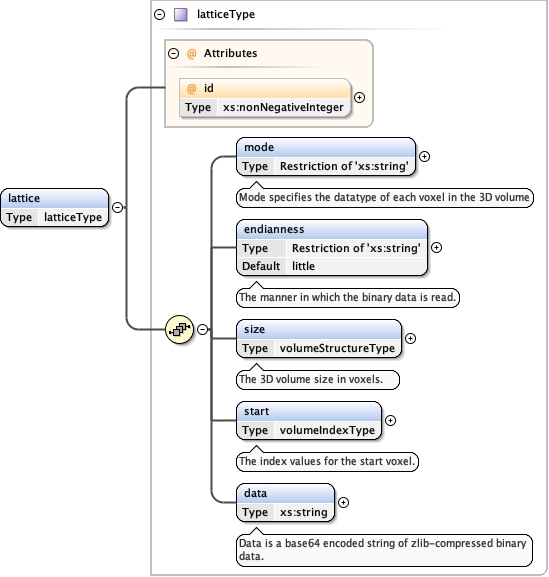 latticeType
@ Attributes
@ id
Type xs:nonNegativeInteger
lattice
Type latticeType
mode
Type Restriction of 'xs:string'
Mode specifies the datatype of each voxel in the 3D volume
endianness
Type Restriction of 'xs:string'
Default little
The manner in which the binary data is read.
size
Type volumeStructureType
The 3D volume size in voxels.
start
Type volumeIndexType
The index values for the start voxel.
data
Type xs:string
Data is a base64 encoded string of zlib-compressed binary
data.